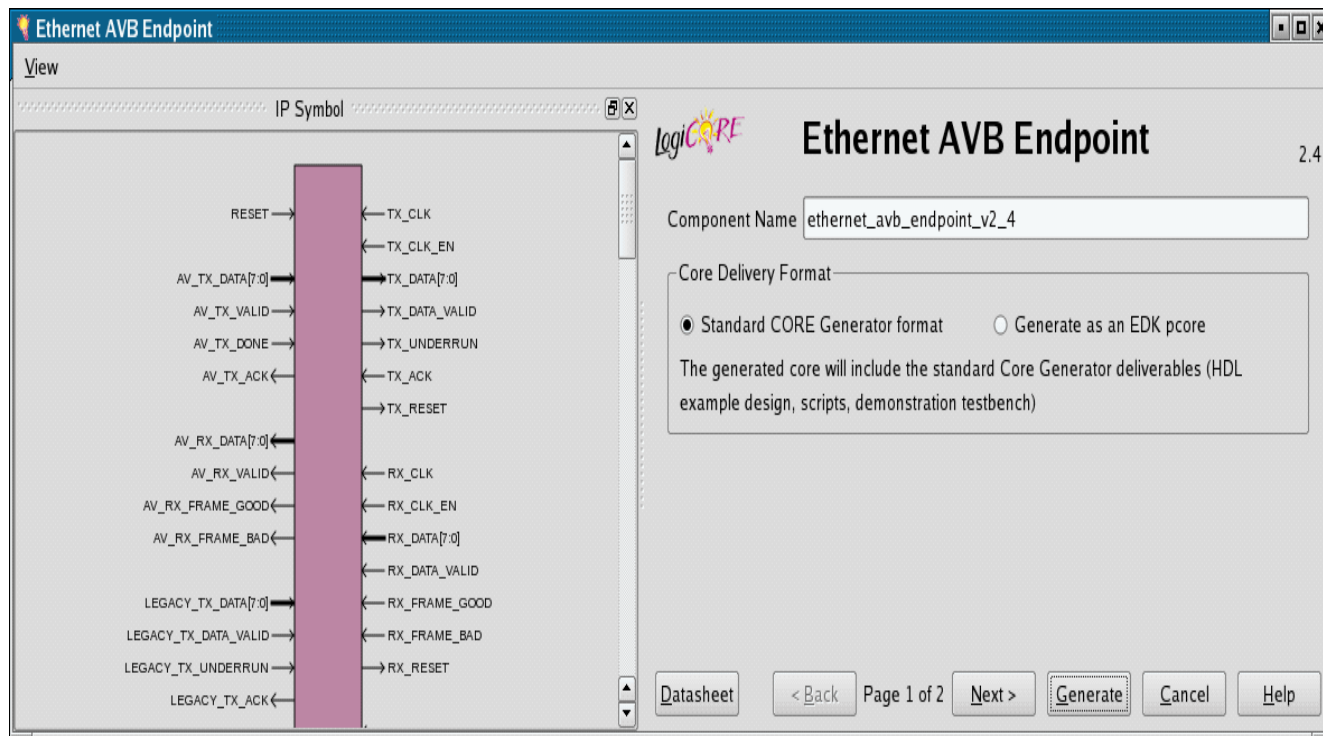 Ethernet AVB Endpoint
View
IP Symbol
RESET
TX_CLK
TX_CLK_EN
AV_TX_DATA[7:0]
TX_DATA[7:0]
AV_TX_VALID
TX_DATA_VALID
AV_TX_DONE
TX_UNDERRUN
AV_TX_ACK
TX_ACK
TX_RESET
AV_RX_DATA[7:0]
AV_RX_VALID
RX_CLK
AV_RX_FRAME_GOOD
RX_CLK_EN
AV_RX_FRAME_BAD
RX_DATA[7:0]
RX_DATA_VALID
LEGACY_TX_DATA[7:0]
RX_FRAME_GOOD
LEGACY_TX_DATA_VALID
RX_FRAME_BAD
LEGACY_TX_UNDERRUN
RX_RESET
LEGACY_TX_ACK
LogiCORE
Ethernet AVB Endpoint
2.4
Component Name ethernet_avb_endpoint_v2_4
Core Delivery Format
Standard CORE Generator format
Generate as an EDK pcore
The generated core will include the standard Core Generator deliverables (HDL
example design, scripts, demonstration testbench)
Datasheet
< Back
Page 1 of 2
Next >
Generate
Cancel
Help